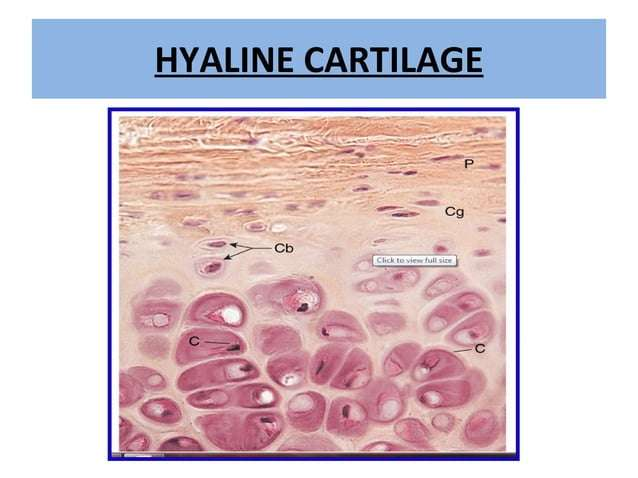 HYALINE CARTILAGE
P
Cg
Cb
Click to view full size
C
C